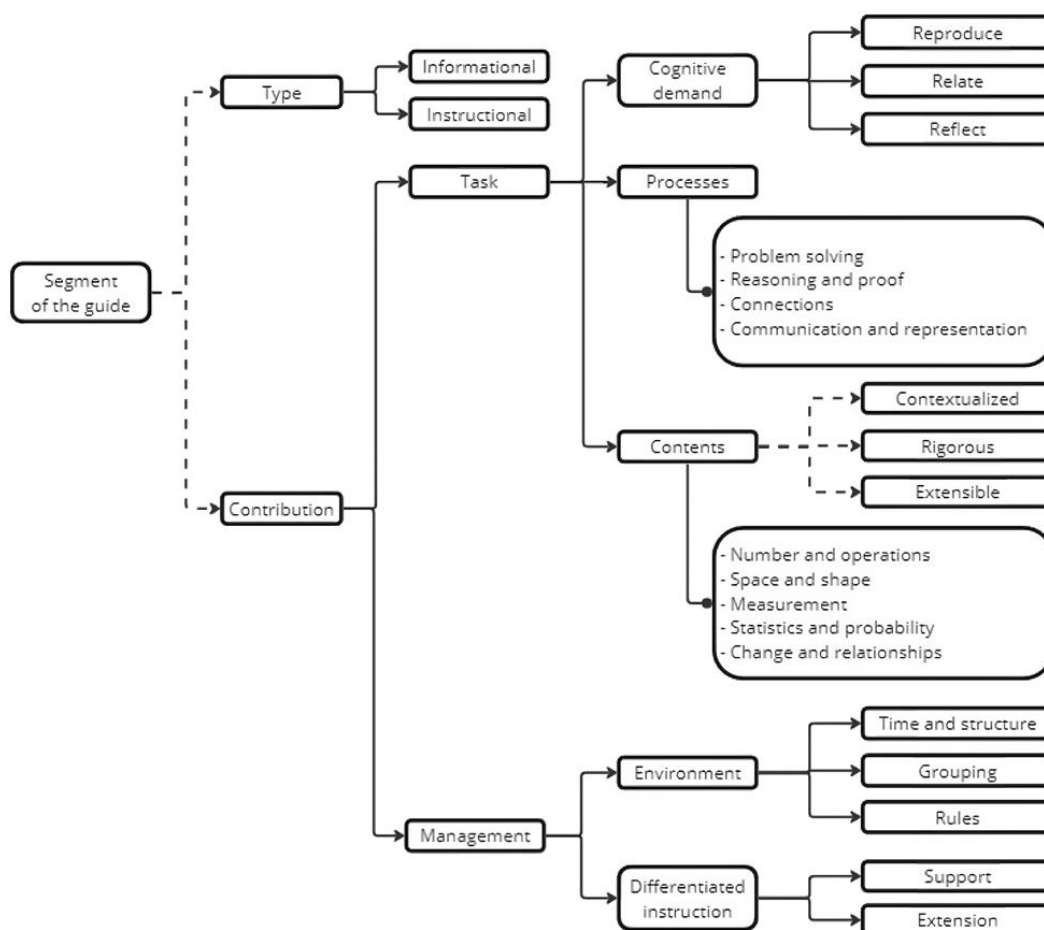 Segment
of the guide
Type
Informational
Instructional
Contribution
Task
Cognitive
demand
Reproduce
Relate
Reflect
Processes
- Problem solving
- Reasoning and proof
- Connections
- Communication and representation
Contents
Contextualized
Rigorous
Extensible
- Number and operations
- Space and shape
- Measurement
- Statistics and probability
- Change and relationships
Management
Environment
Time and structure
Grouping
Rules
Differentiated
instruction
Support
Extension